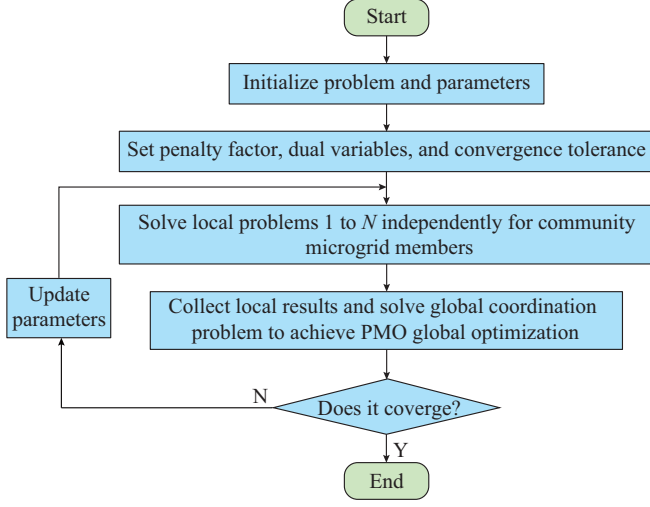 Start
Initialize problem and parameters
Set penalty factor, dual variables, and convergence tolerance
Solve local problems 1 to N independently for community
microgrid members
Update
parameters
Collect local results and solve global coordination
problem to achieve PMO global optimization
N
Does it coverge?
Y
End